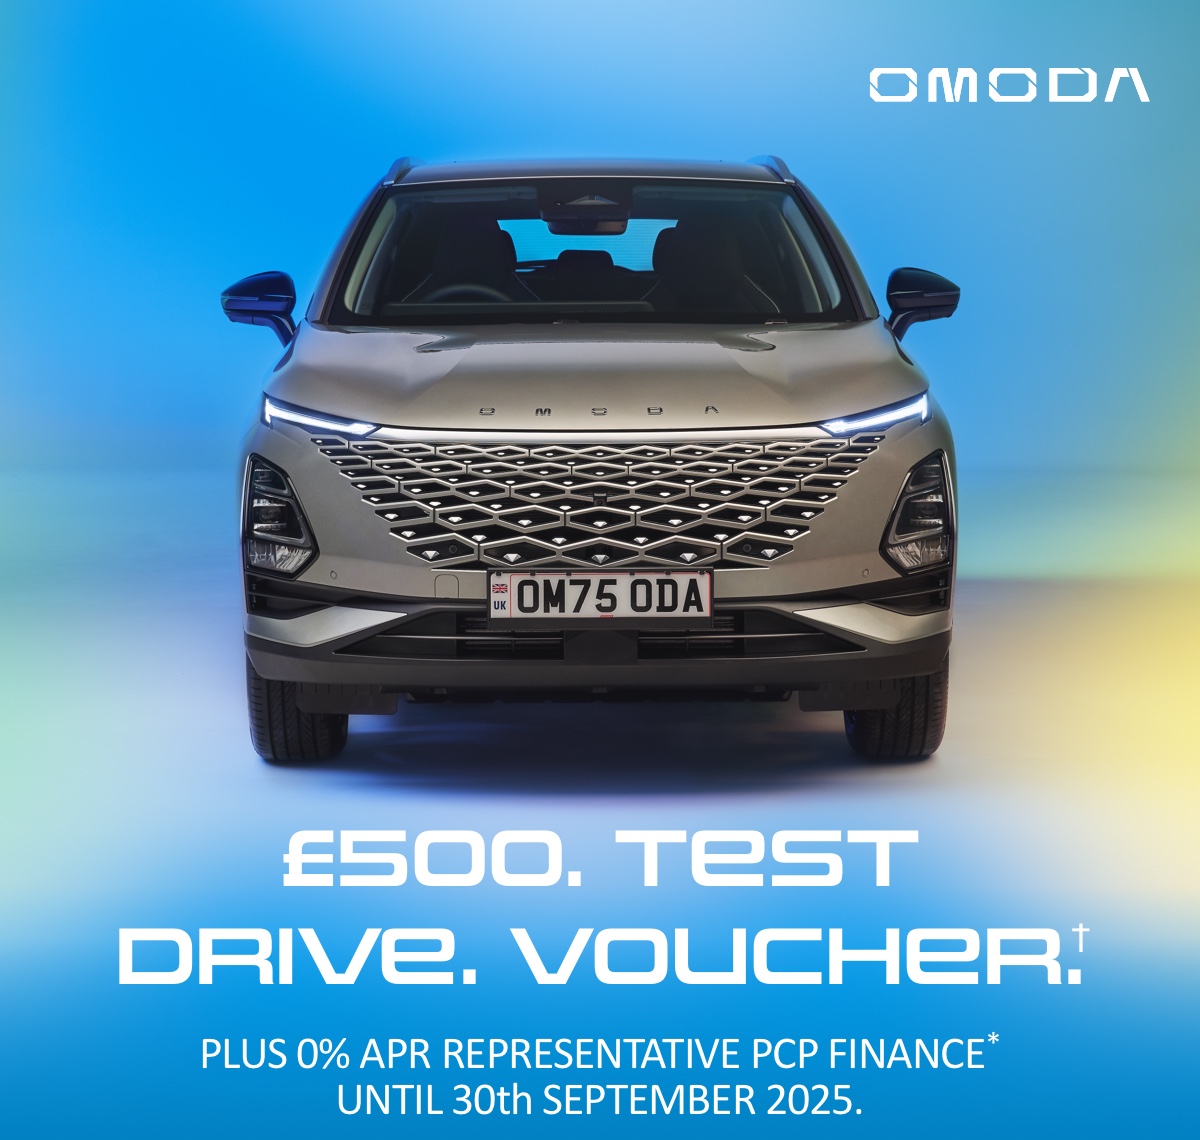 OMODA
OMODA
UK OM75 ODA
£500. TEST
DRIVE. VOUCHER.†
PLUS 0% APR REPRESENTATIVE PCP FINANCE*
UNTIL 30th SEPTEMBER 2025.